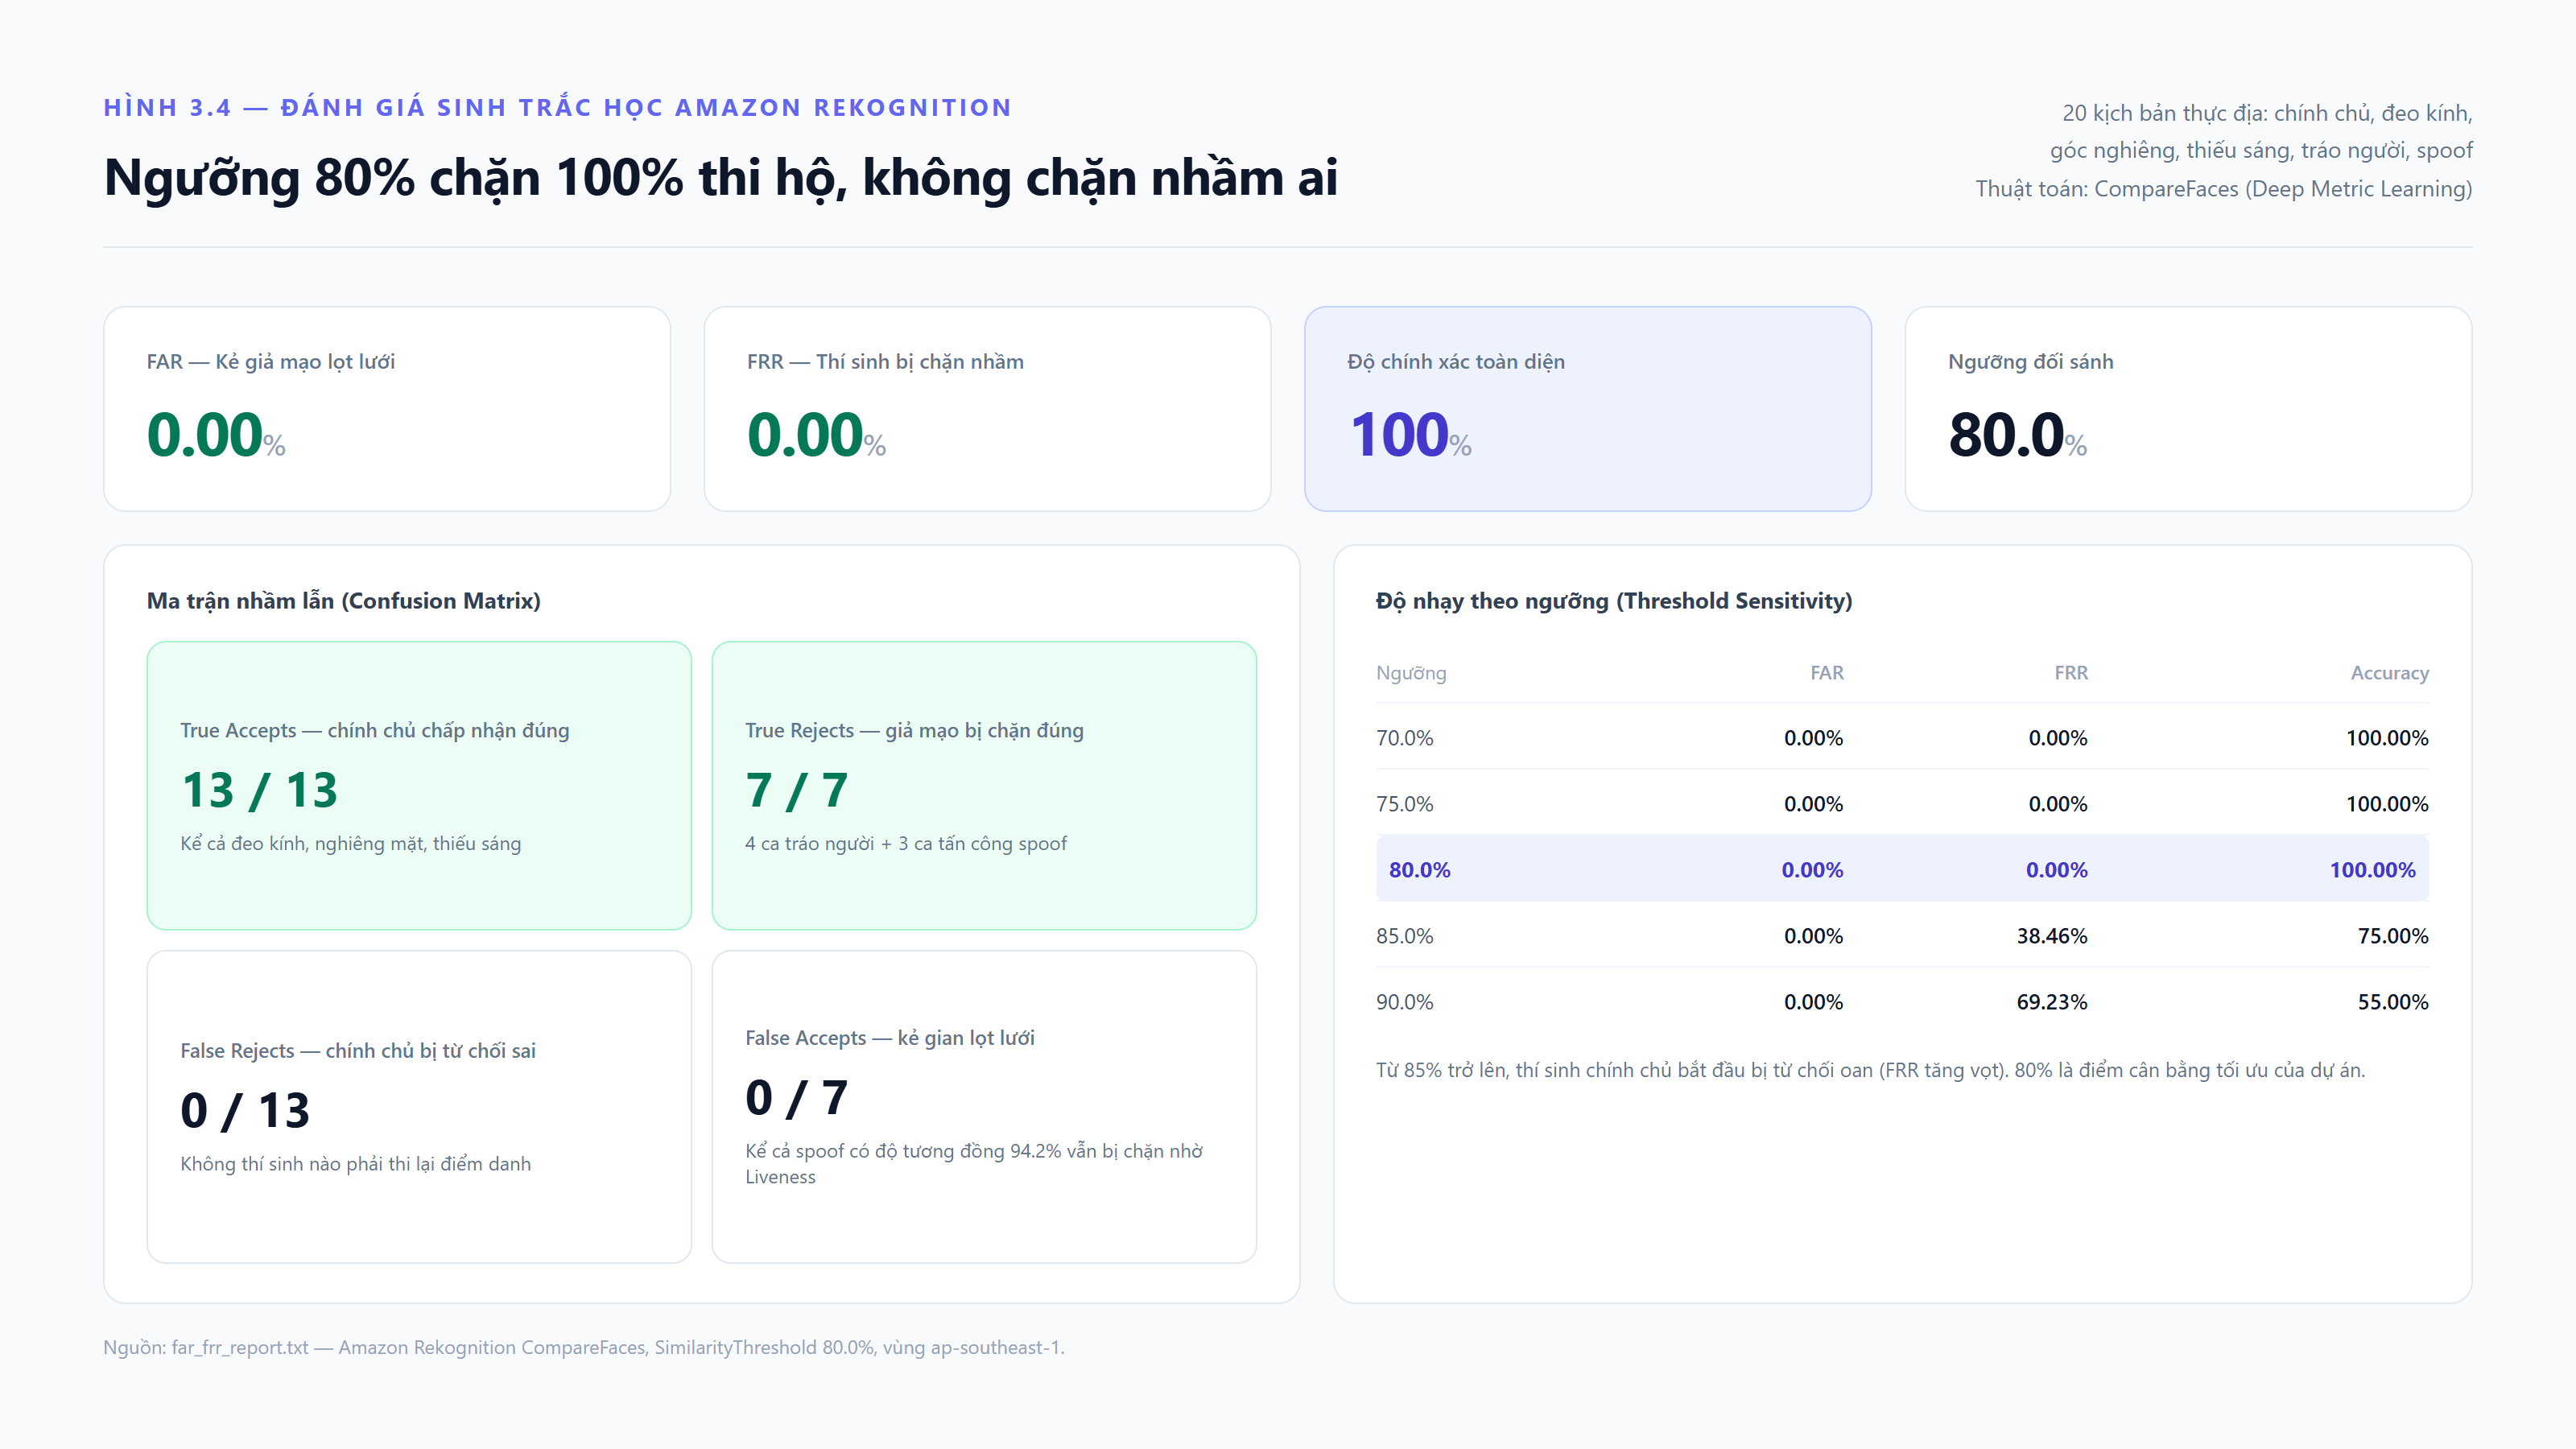 HÌNH 3.4 — ĐÁNH GIÁ SINH TRẮC HỌC AMAZON REKOGNITION
Ngưỡng 80% chặn 100% thi hộ, không chặn nhầm ai
20 kịch bản thực địa: chính chủ, đeo kính,
góc nghiêng, thiếu sáng, tráo người, spoof
Thuật toán: CompareFaces (Deep Metric Learning)
FAR — Kẻ giả mạo lọt lưới
0.00%
FRR — Thí sinh bị chặn nhầm
0.00%
Độ chính xác toàn diện
100%
Ngưỡng đối sánh
80.0%
Ma trận nhầm lẫn (Confusion Matrix)
True Accepts — chính chủ chấp nhận đúng
13 / 13
Kể cả đeo kính, nghiêng mặt, thiếu sáng
True Rejects — giả mạo bị chặn đúng
7 / 7
4 ca tráo người + 3 ca tấn công spoof
False Rejects — chính chủ bị từ chối sai
0 / 13
Không thí sinh nào phải thi lại điểm danh
False Accepts — kẻ gian lọt lưới
0 / 7
Kể cả spoof có độ tương đồng 94.2% vẫn bị chặn nhờ
Liveness
Độ nhạy theo ngưỡng (Threshold Sensitivity)
Ngưỡng FAR FRR Accuracy
70.0% 0.00% 0.00% 100.00%
75.0% 0.00% 0.00% 100.00%
80.0% 0.00% 0.00% 100.00%
85.0% 0.00% 38.46% 75.00%
90.0% 0.00% 69.23% 55.00%
Từ 85% trở lên, thí sinh chính chủ bắt đầu bị từ chối oan (FRR tăng vọt). 80% là điểm cân bằng tối ưu của dự án.
Nguồn: far_frr_report.txt — Amazon Rekognition CompareFaces, SimilarityThreshold 80.0%, vùng ap-southeast-1.